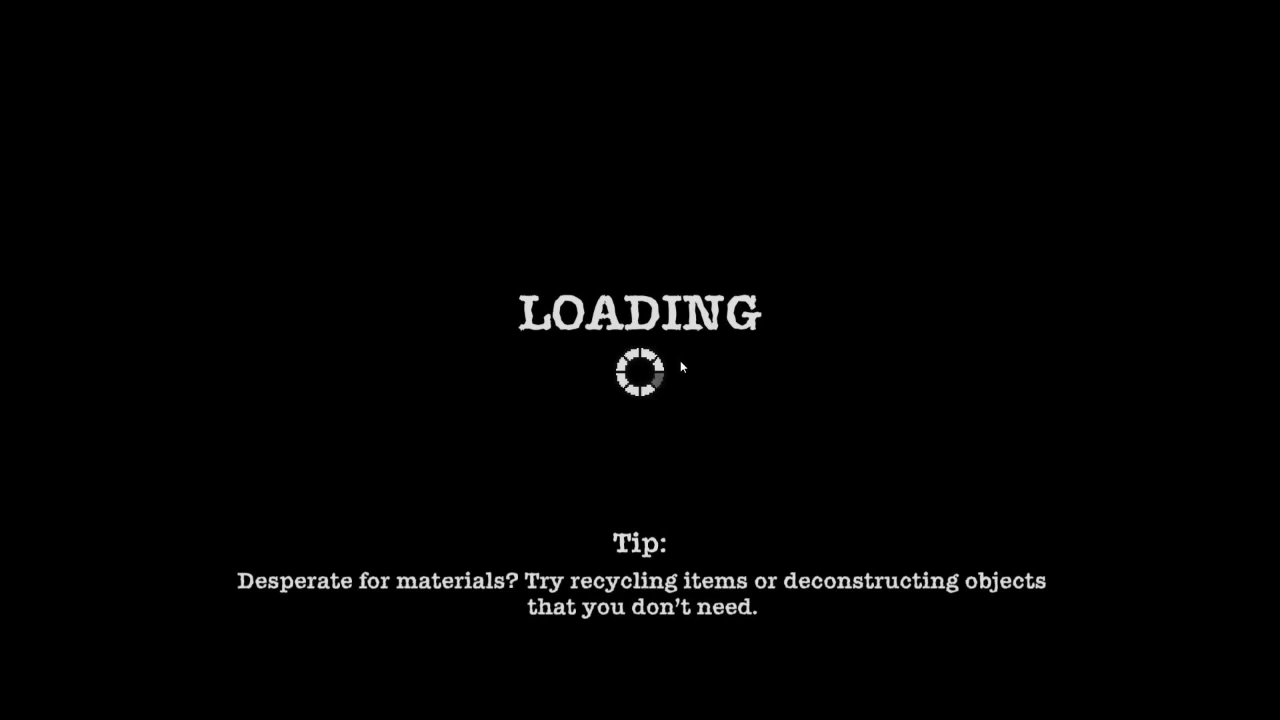 LOADING
Tip:
Desperate for materials? Try recycling items or deconstructing objects
that you don't need.